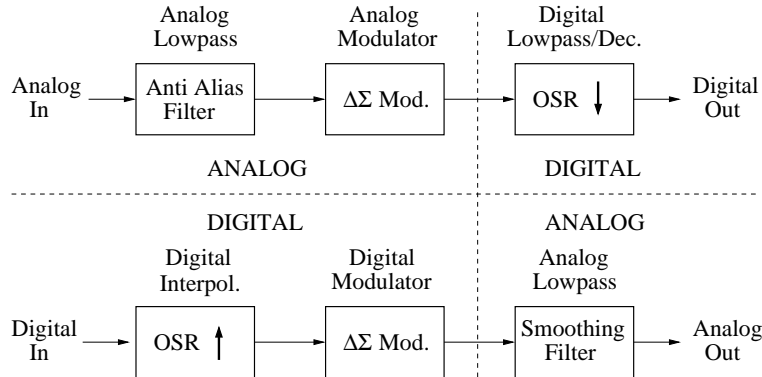 Analog
Lowpass
Analog
Modulator
Digital
Lowpass/Dec.
Analog
In
Anti Alias
Filter
ΔΣ Mod.
OSR
Digital
Out
ANALOG
DIGITAL
DIGITAL
ANALOG
Digital
Interpol.
Digital
Modulator
Analog
Lowpass
Digital
In
OSR
ΔΣ Mod.
Smoothing
Filter
Analog
Out